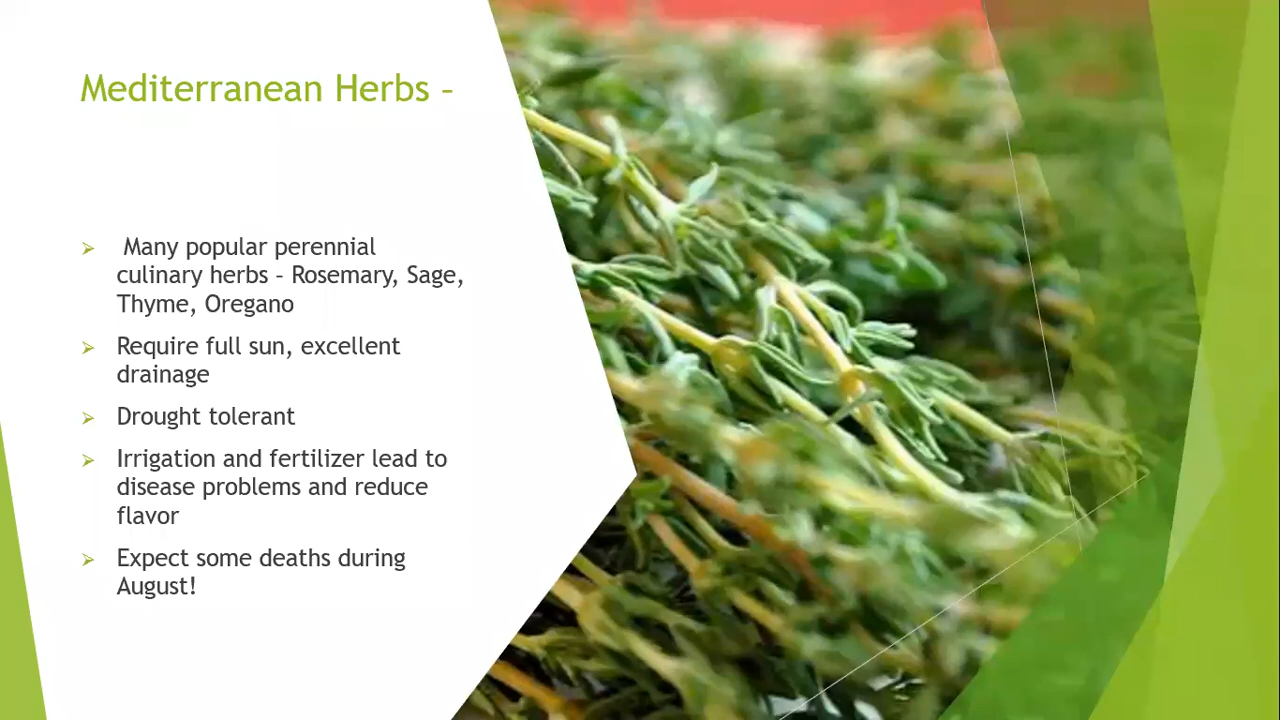 Mediterranean Herbs –
Many popular perennial
culinary herbs – Rosemary, Sage,
Thyme, Oregano
Require full sun, excellent
drainage
Drought tolerant
Irrigation and fertilizer lead to
disease problems and reduce
flavor
Expect some deaths during
August!